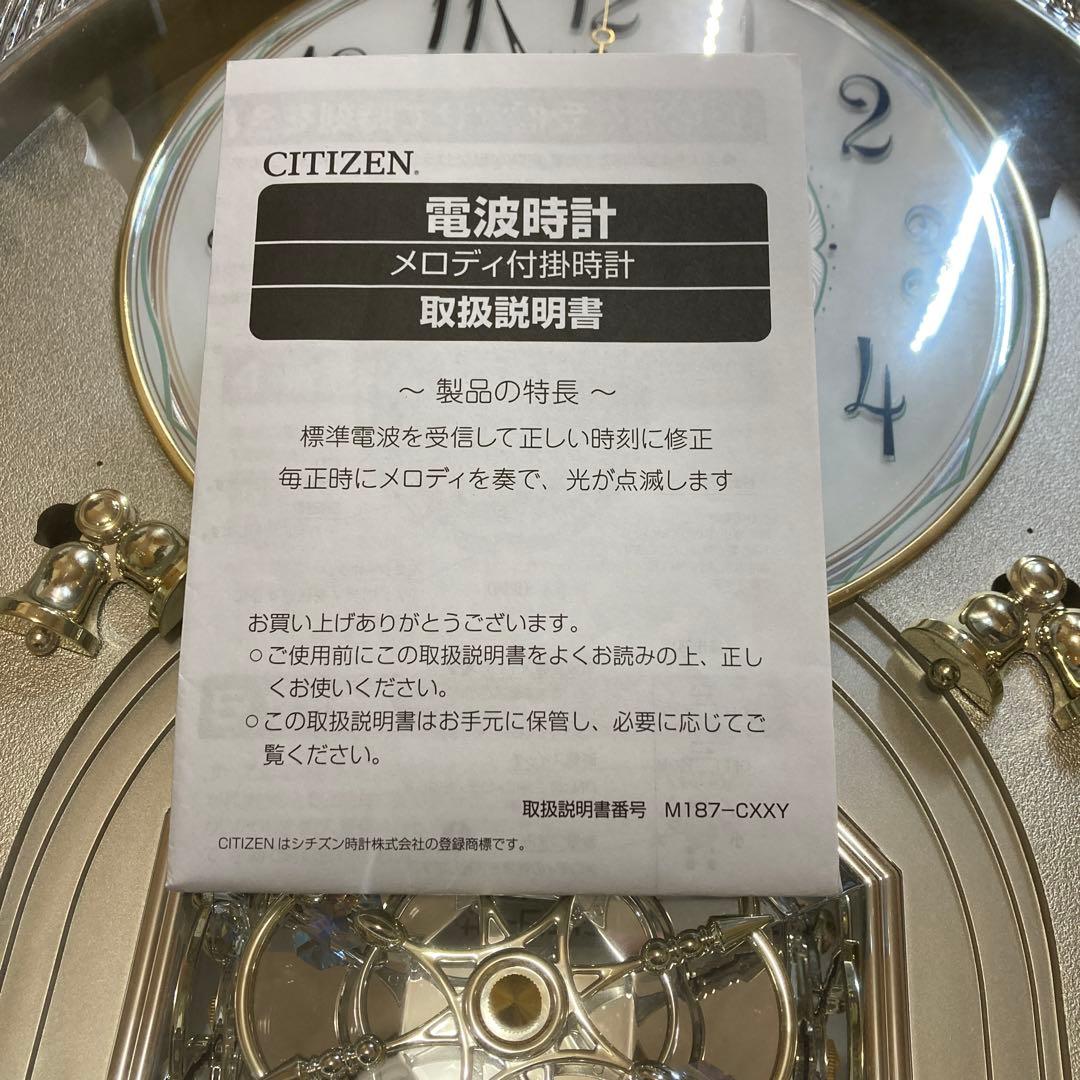 11 12
10
2
4
CITIZEN®
電波時計
メロディ付掛時計
取扱説明書
～ 製品の特長 ～
標準電波を受信して正しい時刻に修正
毎正時にメロディを奏で、光が点滅します
お買い上げありがとうございます。
○ご使用前にこの取扱説明書をよくお読みの上、正し
くお使いください。
○この取扱説明書はお手元に保管し、必要に応じてご
覧ください。
取扱説明書番号 M187-CXXY
CITIZENはシチズン時計株式会社の登録商標です。